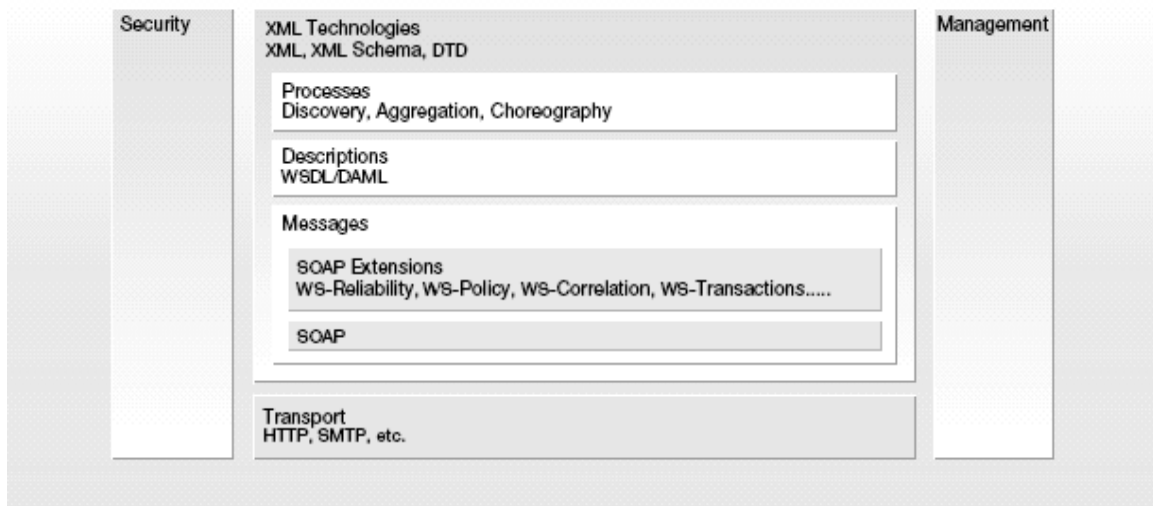 Security
XML Technologies
XML, XML Schema, DTD
Processes
Discovery, Aggregation, Choreography
Descriptions
WSDL/DAML
Messages
SOAP Extensions
WS-Reliability, WS-Policy, WS-Correlation, WS-Transactions.....
SOAP
Transport
HTTP, SMTP, etc.
Management